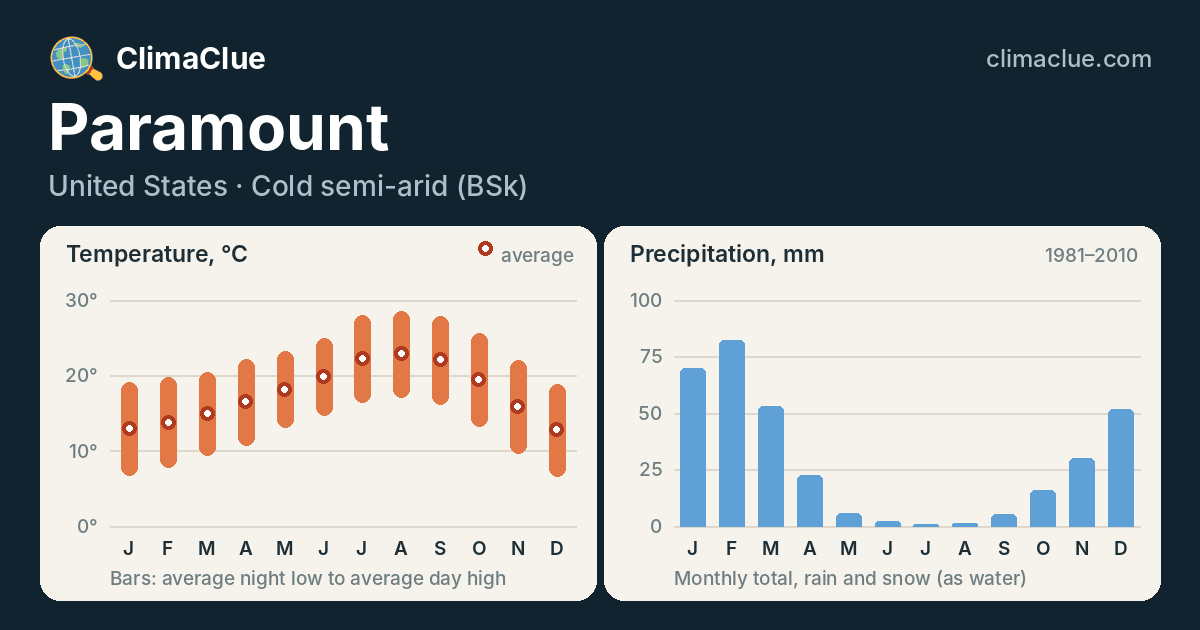 ClimaClue
climaclue.com
Paramount
United States · Cold semi-arid (BSk)
Temperature, °C
average
30°
20°
10°
0°
J F M A M J J A S O N D
Bars: average night low to average day high
Precipitation, mm
1981–2010
100
75
50
25
0
J F M A M J J A S O N D
Monthly total, rain and snow (as water)